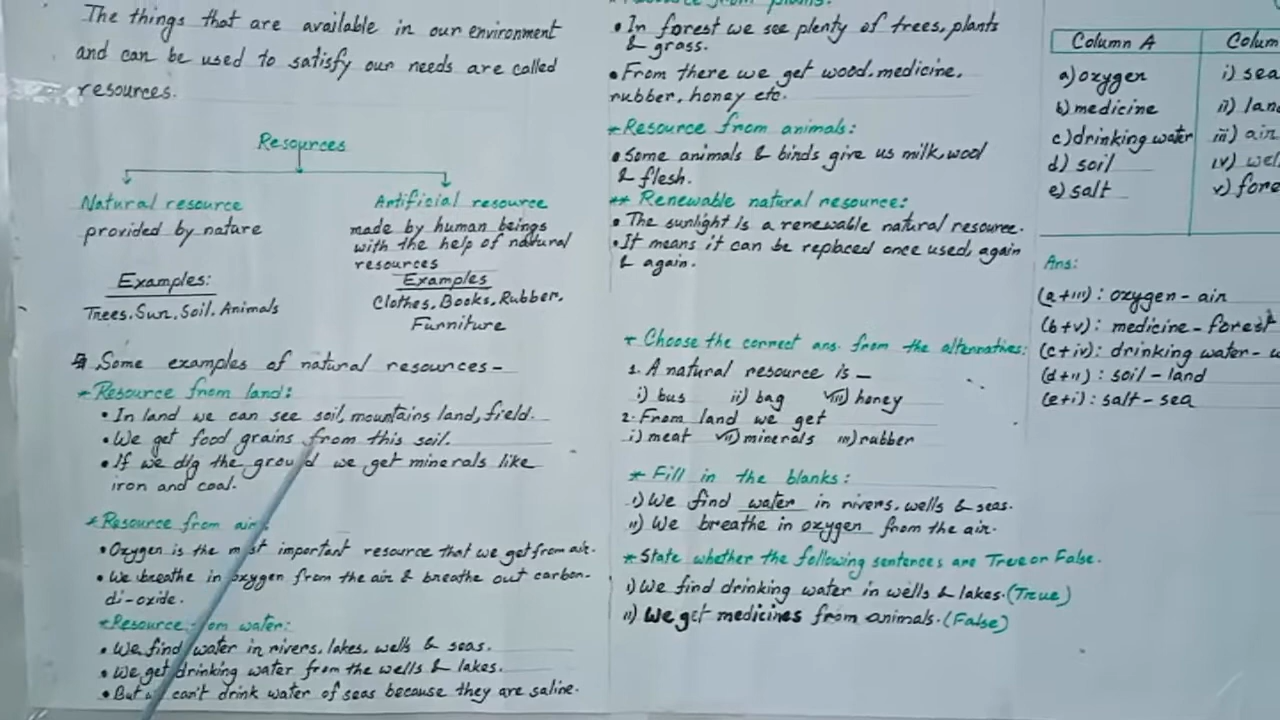 The things that are available in our environment
and can be used to satisfy our needs are called
resources.
Resources
Natural resource
provided by nature
Examples:
Trees, Sun, Soil, Animals
Artificial resource
made by human beings
with the help of natural
resources
Examples
Clothes, Books, Rubber,
Furniture
Some examples of natural resources-
*Resource from land:
• In land we can see soil, mountains land, field.
• We get food grains from this soil.
• If we dig the ground we get minerals like
iron and coal.
*Resource from air:
• Oxygen is the most important resource that we get from air.
• We breathe in oxygen from the air & breathe out carbon-
di-oxide.
*Resource from water:
• We find water in rivers, lakes, wells & seas.
• We get drinking water from the wells & lakes.
• But we can't drink water of seas because they are saline.
Resource from plants:
• In forest we see plenty of trees, plants
& grass.
• From there we get wood, medicine,
rubber, honey etc.
*Resource from animals:
• Some animals & birds give us milk, wool
& flesh.
** Renewable natural resource:
• The sunlight is a renewable natural resource.
• It means it can be replaced once used, again
& again.
* Choose the correct ans. from the alternatives:
1. A natural resource is —
i) bus ii) bag ✓iii) honey
2. From land we get
i) meat ✓ii) minerals iii) rubber
* Fill in the blanks:
i) We find water in rivers, wells & seas.
ii) We breathe in oxygen from the air.
*State whether the following sentences are True or False.
i) We find drinking water in wells & lakes. (True)
ii) We get medicines from animals. (False)
Column A Colum
a) oxygen i) sea
b) medicine ii) lan
c) drinking water iii) air
d) soil iv) wel
e) salt v) fore
Ans:
(a+iii): oxygen - air
(b+v): medicine - forest
(c+iv): drinking water - w
(d+ii): soil - land
(e+i): salt - sea